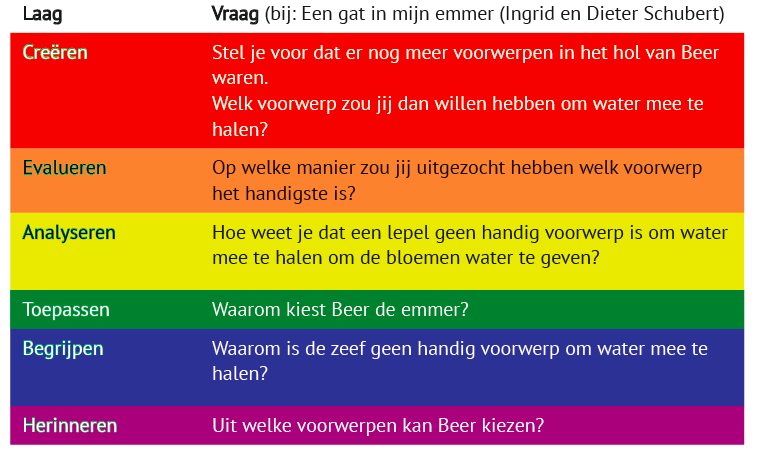 Laag Vraag (bij: Een gat in mijn emmer (Ingrid en Dieter Schubert)
Creëren Stel je voor dat er nog meer voorwerpen in het hol van Beer
waren.
Welk voorwerp zou jij dan willen hebben om water mee te
halen?
Evalueren Op welke manier zou jij uitgezocht hebben welk voorwerp
het handigste is?
Analyseren Hoe weet je dat een lepel geen handig voorwerp is om water
mee te halen om de bloemen water te geven?
Toepassen Waarom kiest Beer de emmer?
Begrijpen Waarom is de zeef geen handig voorwerp om water mee te
halen?
Herinneren Uit welke voorwerpen kan Beer kiezen?